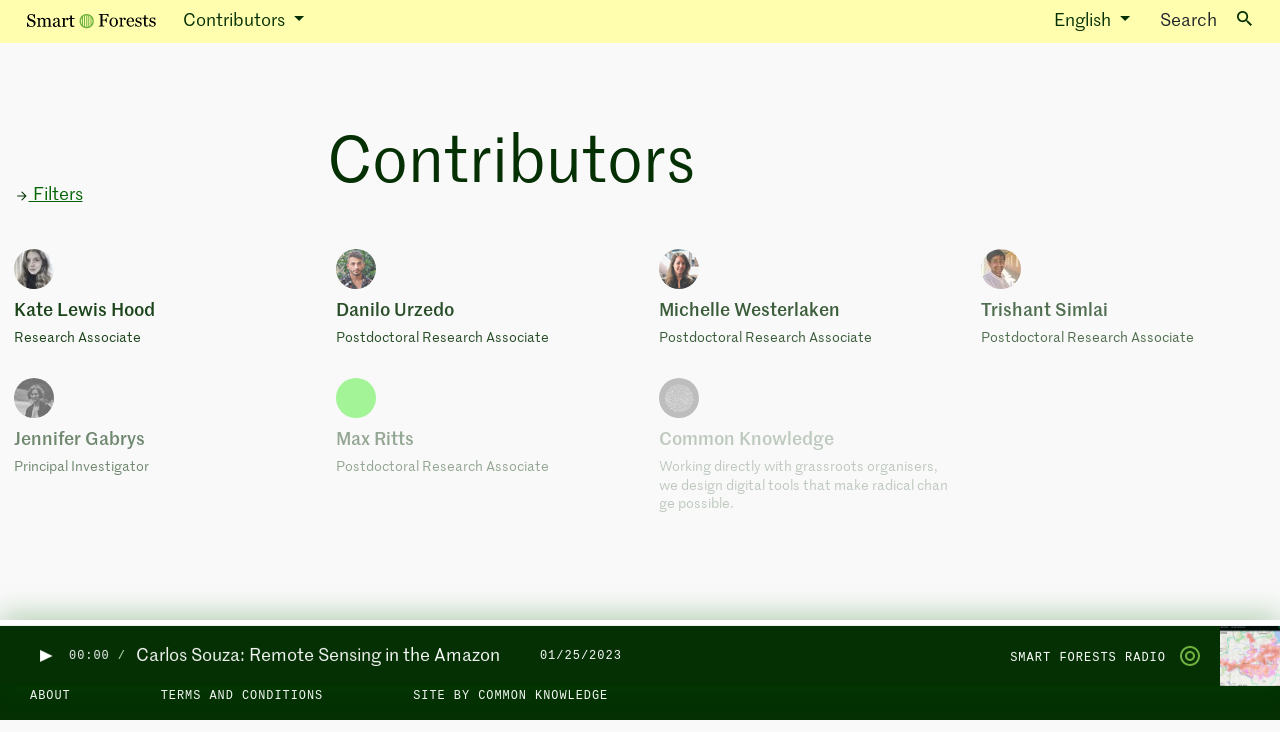 Smart Forests
Contributors
English
Search
Contributors
Filters
Kate Lewis Hood
Research Associate
Danilo Urzedo
Postdoctoral Research Associate
Michelle Westerlaken
Postdoctoral Research Associate
Trishant Simlai
Postdoctoral Research Associate
Jennifer Gabrys
Principal Investigator
Max Ritts
Postdoctoral Research Associate
Common Knowledge
Working directly with grassroots organisers,
we design digital tools that make radical chan
ge possible.
00:00 /
Carlos Souza: Remote Sensing in the Amazon
01/25/2023
SMART FORESTS RADIO
ABOUT
TERMS AND CONDITIONS
SITE BY COMMON KNOWLEDGE